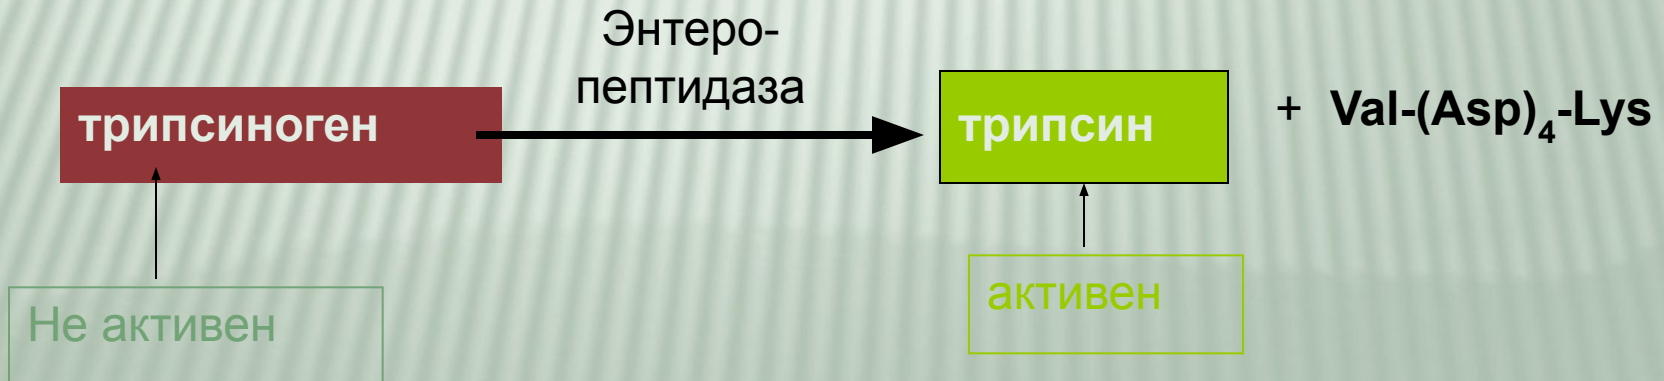 Энтеро-
пептидаза
трипсиноген
трипсин
+ Val-(Asp)₄-Lys
Не активен
активен